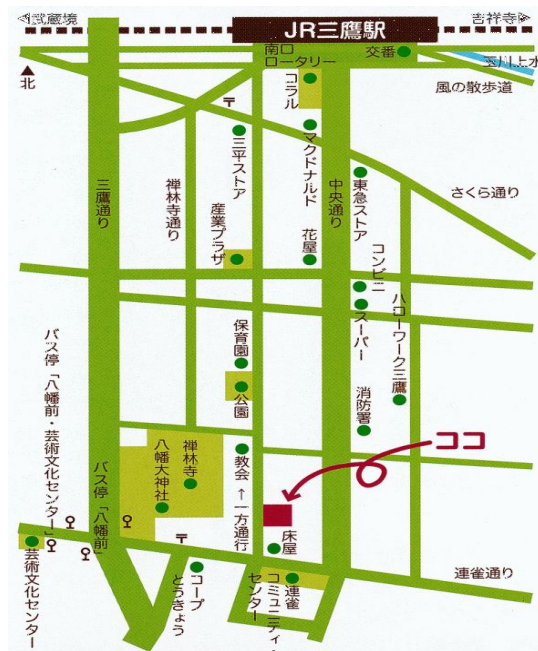 武蔵境
JR三鷹駅
吉祥寺
南口
ロータリー
交番
玉川上水
北
コラル
風の散歩道
〒
三平ストア
マクドナルド
三鷹通り
禅林寺通り
産業プラザ
花屋
中央通り
東急ストア
さくら通り
コンビニ
スーパー
ハローワーク三鷹
保育園
公園
消防署
バス停「八幡前・芸術文化センター」
バス停「八幡前」
八幡大神社
禅林寺
教会
↑一方通行
ココ
床屋
〒
連雀通り
芸術文化センター
コープ
とうきょう
連雀
コミュニティ・
センター